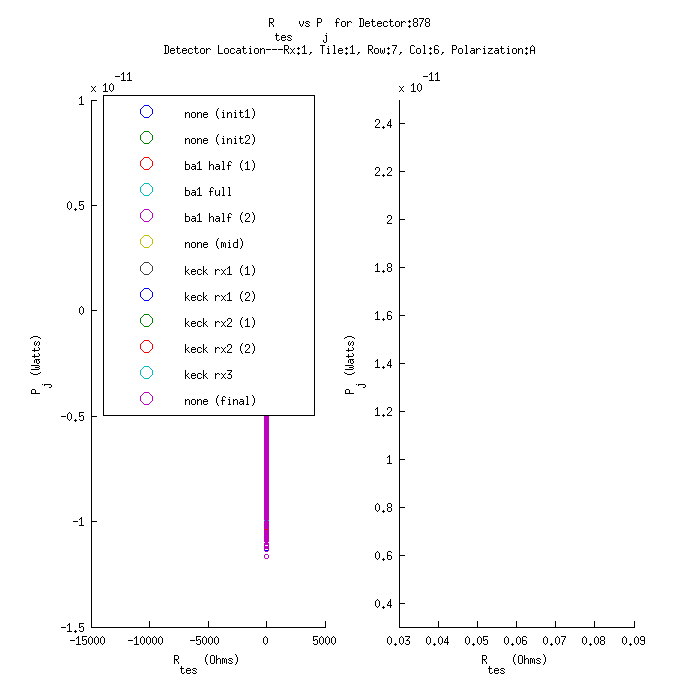 R tes vs P j for Detector:878
Detector Location---Rx:1, Tile:1, Row:7, Col:6, Polarization:A
x 10 -11
1
0.5
0
-0.5
-1
-1.5
-15000 -10000 -5000 0 5000
P j (Watts)
R tes (Ohms)
none (init1)
none (init2)
ba1 half (1)
ba1 full
ba1 half (2)
none (mid)
keck rx1 (1)
keck rx1 (2)
keck rx2 (1)
keck rx2 (2)
keck rx3
none (final)
x 10 -11
2.4
2.2
2
1.8
1.6
1.4
1.2
1
0.8
0.6
0.4
0.03 0.04 0.05 0.06 0.07 0.08 0.09
P j (Watts)
R tes (Ohms)